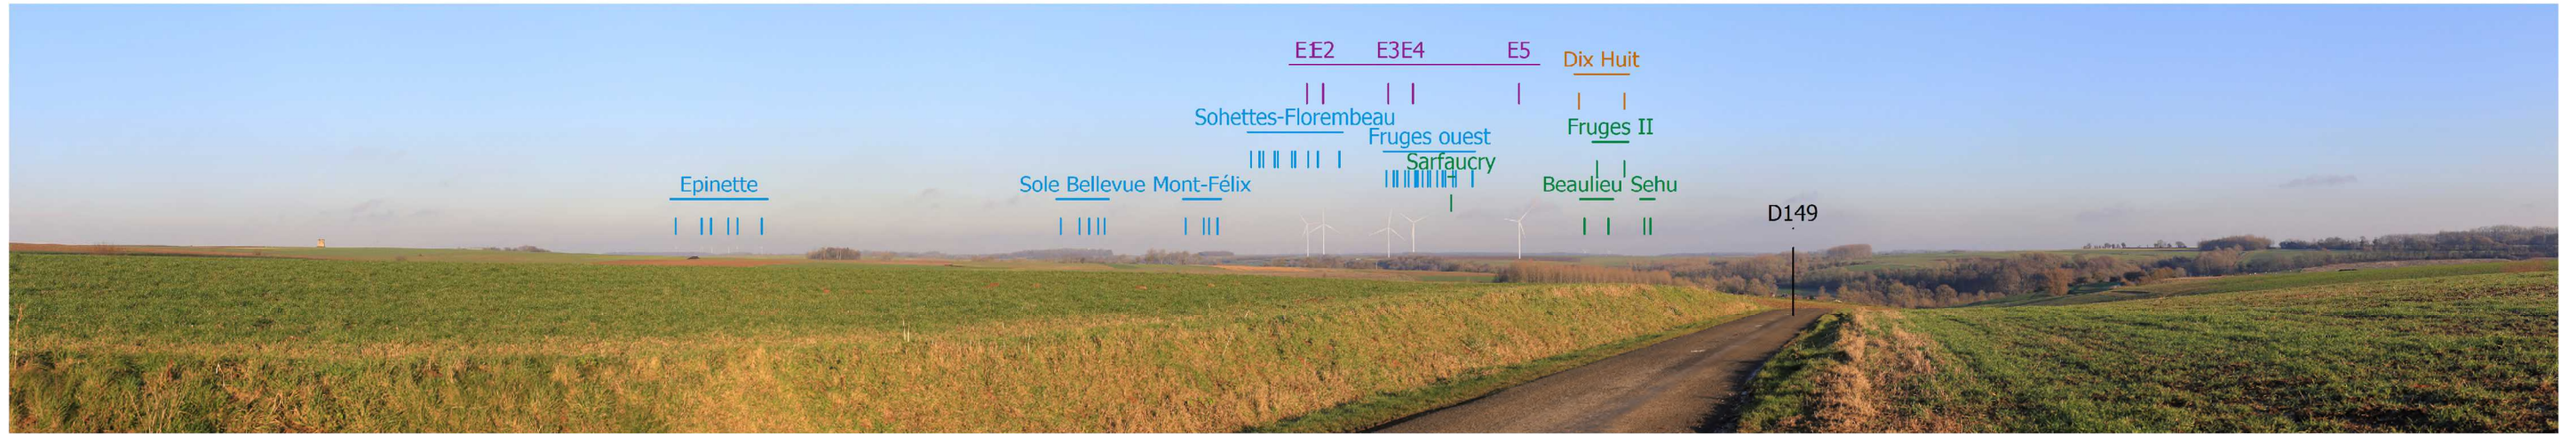 E1E2 E3E4 E5
Dix Huit
Sohettes-Florembeau
Fruges II
Fruges ouest
Sarfaucry
Epinette
Sole Bellevue
Mont-Félix
Beaulieu
Sehu
D149